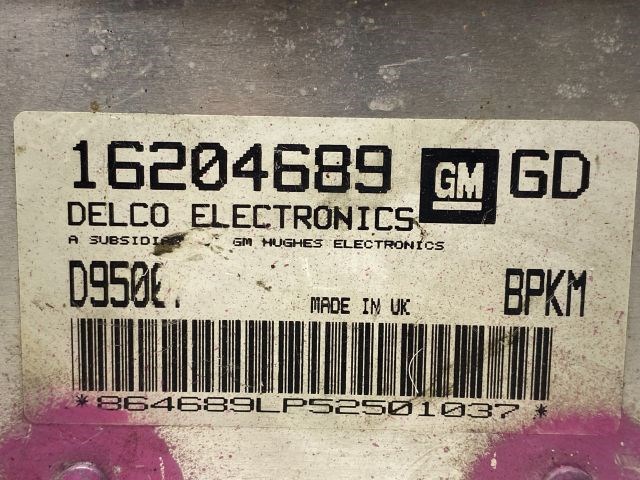 16204689 GM GD
DELCO ELECTRONICS
A GM HUGHES ELECTRONICS
MADE IN UK BPKM
*864689LP52501037*